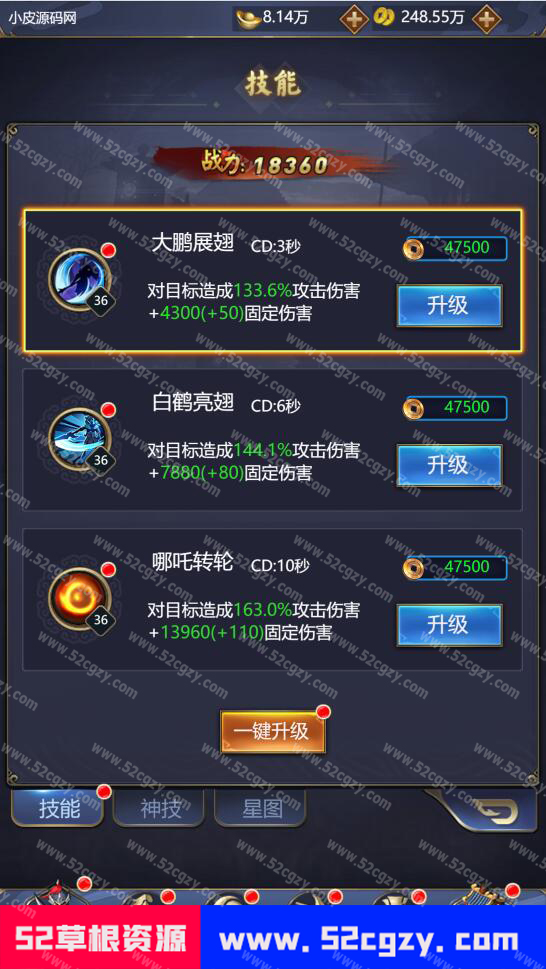 小皮源码网
8.14万
248.55万
技能
战力:18360
大鹏展翅 CD:3秒
47500
对目标造成133.6%攻击伤害
+4300(+50)固定伤害
36
升级
白鹤亮翅 CD:6秒
47500
对目标造成144.1%攻击伤害
+7880(+80)固定伤害
36
升级
哪吒转轮 CD:10秒
47500
对目标造成163.0%攻击伤害
+13960(+110)固定伤害
36
升级
一键升级
技能
神技
星图
52草根资源
www.52cgzy.com
www.52cgzy.com